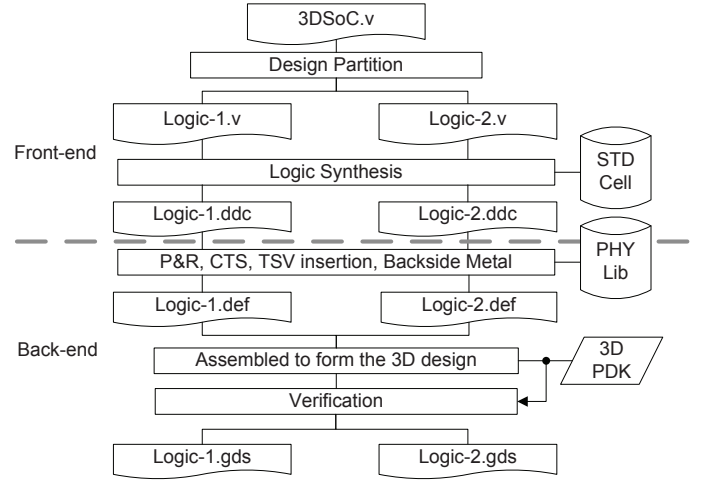 3DSoC.v
Design Partition
Logic-1.v
Logic-2.v
Front-end
Logic Synthesis
STD
Cell
Logic-1.ddc
Logic-2.ddc
P&R, CTS, TSV insertion, Backside Metal
PHY
Lib
Logic-1.def
Logic-2.def
Back-end
Assembled to form the 3D design
3D
PDK
Verification
Logic-1.gds
Logic-2.gds